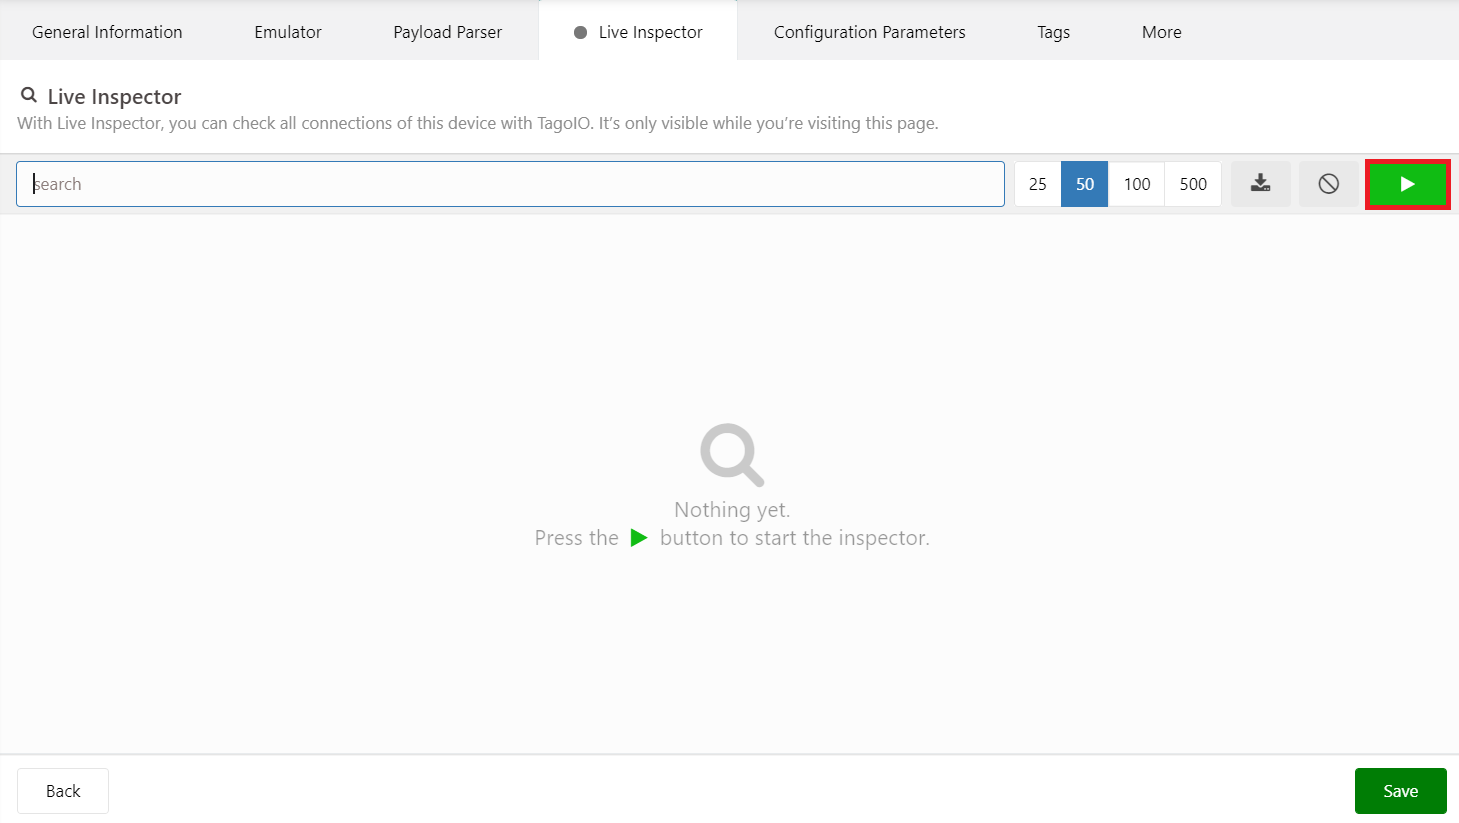 General Information Emulator Payload Parser Live Inspector Configuration Parameters Tags More
Live Inspector
With Live Inspector, you can check all connections of this device with TagoIO. It's only visible while you're visiting this page.
search 25 50 100 500
Nothing yet.
Press the button to start the inspector.
Back Save